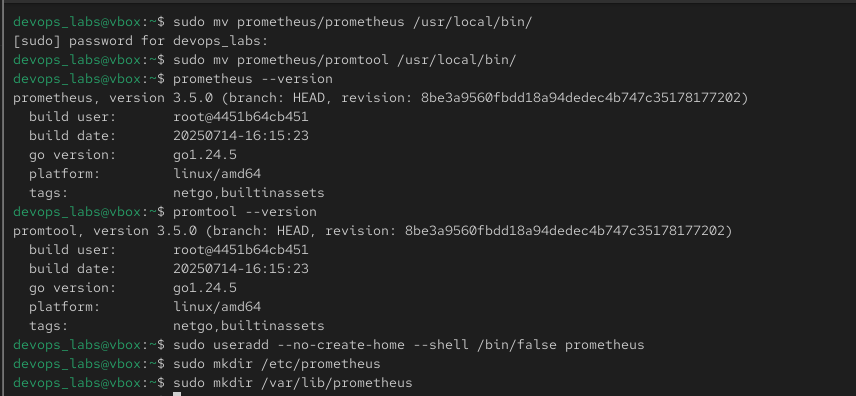 devops_labs@vbox:~$ sudo mv prometheus/prometheus /usr/local/bin/
[sudo] password for devops_labs:
devops_labs@vbox:~$ sudo mv prometheus/promtool /usr/local/bin/
devops_labs@vbox:~$ prometheus --version
prometheus, version 3.5.0 (branch: HEAD, revision: 8be3a9560fbdd18a94dedec4b747c35178177202)
  build user:       root@4451b64cb451
  build date:       20250714-16:15:23
  go version:       go1.24.5
  platform:         linux/amd64
  tags:             netgo,builtinassets
devops_labs@vbox:~$ promtool --version
promtool, version 3.5.0 (branch: HEAD, revision: 8be3a9560fbdd18a94dedec4b747c35178177202)
  build user:       root@4451b64cb451
  build date:       20250714-16:15:23
  go version:       go1.24.5
  platform:         linux/amd64
  tags:             netgo,builtinassets
devops_labs@vbox:~$ sudo useradd --no-create-home --shell /bin/false prometheus
devops_labs@vbox:~$ sudo mkdir /etc/prometheus
devops_labs@vbox:~$ sudo mkdir /var/lib/prometheus